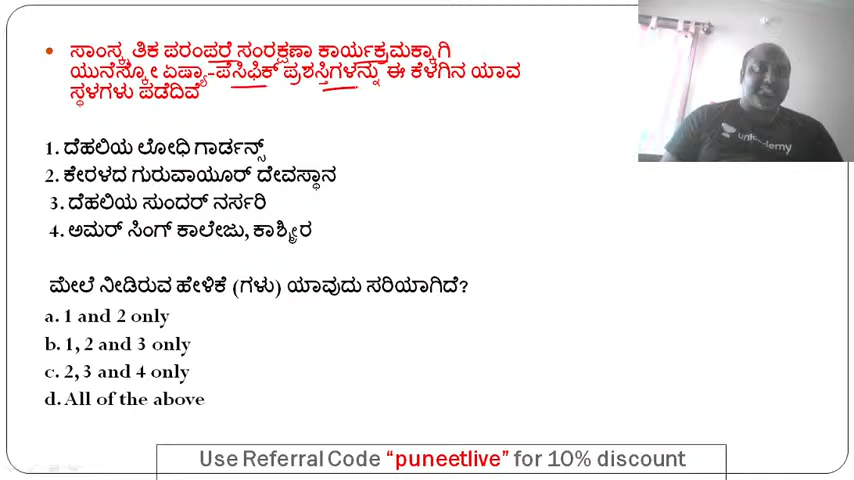 ಸಾಂಸ್ಕೃತಿಕ ಪರಂಪರೆ ಸಂರಕ್ಷಣಾ ಕಾರ್ಯಕ್ರಮಕ್ಕಾಗಿ
ಯುನೆಸ್ಕೋ ಏಷ್ಯಾ-ಪೆಸಿಫಿಕ್ ಪ್ರಶಸ್ತಿಗಳನ್ನು ಈ ಕೆಳಗಿನ ಯಾವ
ಸ್ಥಳಗಳು ಪಡೆದಿವೆ
1. ದೆಹಲಿಯ ಲೋಧಿ ಗಾರ್ಡನ್ಸ್
2. ಕೇರಳದ ಗುರುವಾಯೂರ್ ದೇವಸ್ಥಾನ
3. ದೆಹಲಿಯ ಸುಂದರ್ ನರ್ಸರಿ
4. ಅಮರ್ ಸಿಂಗ್ ಕಾಲೇಜು, ಕಾಶ್ಮೀರ
ಮೇಲೆ ನೀಡಿರುವ ಹೇಳಿಕೆ (ಗಳು) ಯಾವುದು ಸರಿಯಾಗಿದೆ?
a. 1 and 2 only
b. 1, 2 and 3 only
c. 2, 3 and 4 only
d. All of the above
Use Referral Code “puneetlive” for 10% discount